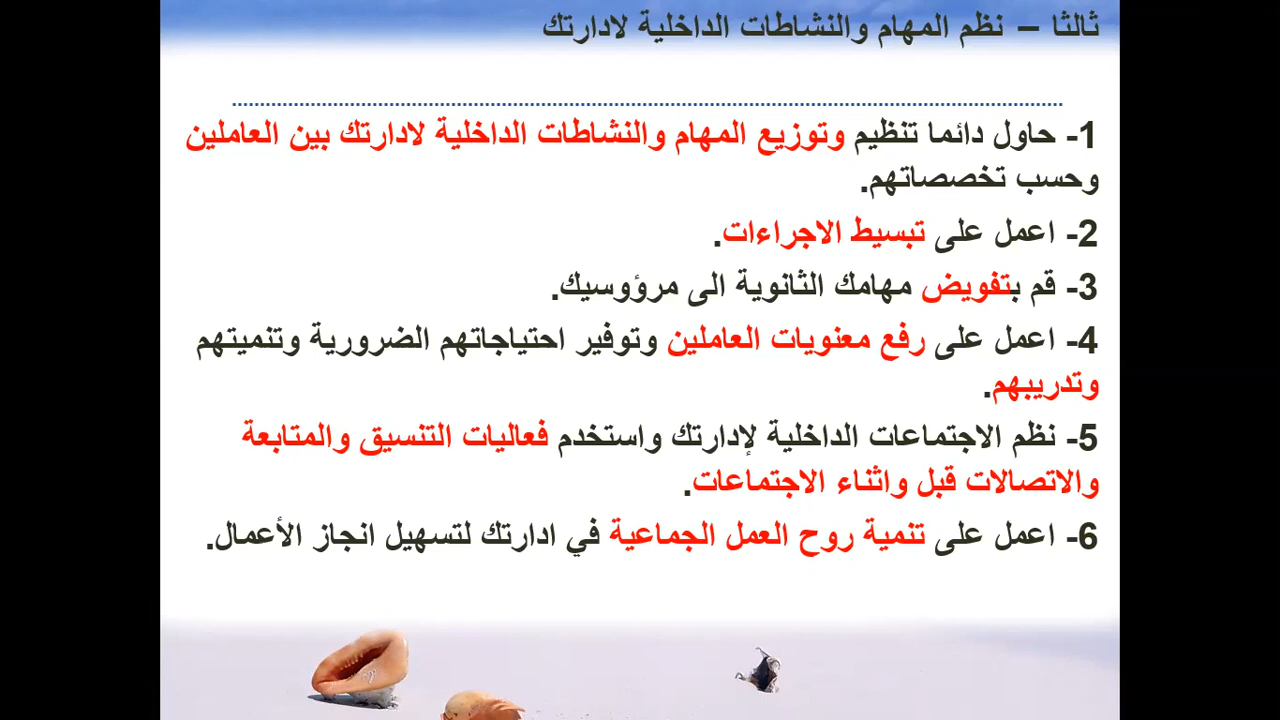 ثالثا – نظم المهام والنشاطات الداخلية لادارتك
1- حاول دائما تنظيم وتوزيع المهام والنشاطات الداخلية لادارتك بين العاملين
وحسب تخصصاتهم.
2- اعمل على تبسيط الاجراءات.
3- قم بتفويض مهامك الثانوية الى مرؤوسيك.
4- اعمل على رفع معنويات العاملين وتوفير احتياجاتهم الضرورية وتنميتهم
وتدريبهم.
5- نظم الاجتماعات الداخلية لإدارتك واستخدم فعاليات التنسيق والمتابعة
والاتصالات قبل واثناء الاجتماعات.
6- اعمل على تنمية روح العمل الجماعية في ادارتك لتسهيل انجاز الأعمال.